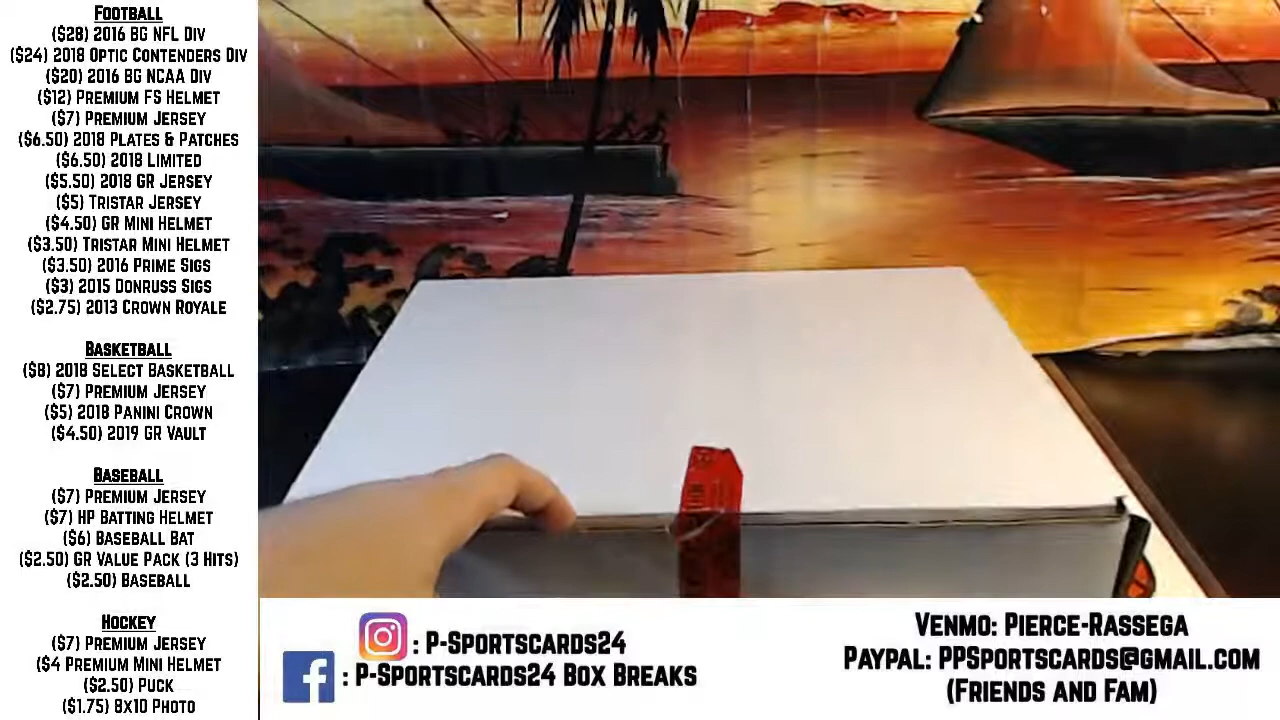 Football
($28) 2016 BG NFL Div
($24) 2018 Optic Contenders Div
($20) 2016 BG NCAA Div
($12) Premium FS Helmet
($7) Premium Jersey
($6.50) 2018 Plates & Patches
($6.50) 2018 Limited
($5.50) 2018 GR Jersey
($5) Tristar Jersey
($4.50) GR Mini Helmet
($3.50) Tristar Mini Helmet
($3.50) 2016 Prime Sigs
($3) 2015 Donruss Sigs
($2.75) 2013 Crown Royale
Basketball
($8) 2018 Select Basketball
($7) Premium Jersey
($5) 2018 Panini Crown
($4.50) 2019 GR Vault
Baseball
($7) Premium Jersey
($7) HP Batting Helmet
($6) Baseball Bat
($2.50) GR Value Pack (3 Hits)
($2.50) Baseball
Hockey
($7) Premium Jersey
($4 Premium Mini Helmet
($2.50) Puck
($1.75) 8x10 Photo
: P-Sportscards24
: P-Sportscards24 Box Breaks
Venmo: Pierce-Rassega
Paypal: PPSportscards@gmail.com
(Friends and Fam)